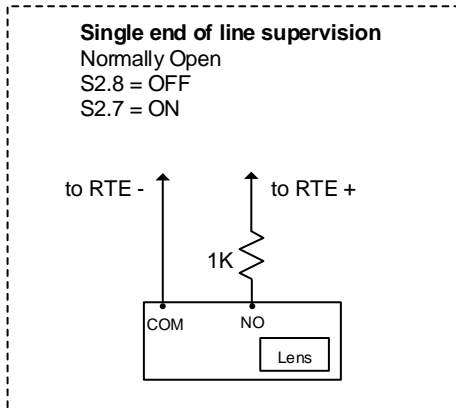 Single end of line supervision
Normally Open
S2.8 = OFF
S2.7 = ON
to RTE -
to RTE +
1K
COM
NO
Lens